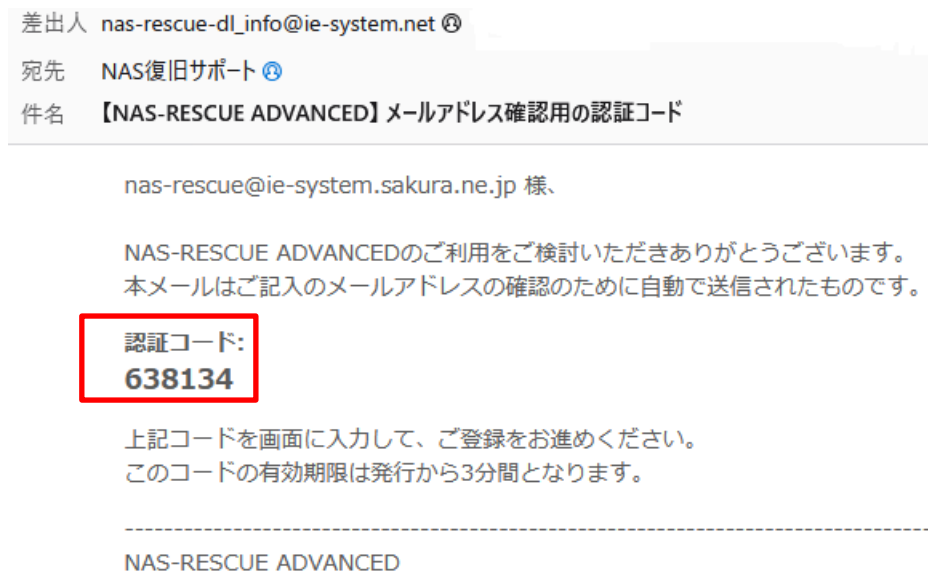 差出人 nas-rescue-dl_info@ie-system.net
宛先 NAS復旧サポート
件名 【NAS-RESCUE ADVANCED】メールアドレス確認用の認証コード
nas-rescue@ie-system.sakura.ne.jp 様、
NAS-RESCUE ADVANCEDのご利用をご検討いただきありがとうございます。
本メールはご記入のメールアドレスの確認のために自動で送信されたものです。
認証コード:
638134
上記コードを画面に入力して、ご登録をお進めください。
このコードの有効期限は発行から3分間となります。
--------------------------------------------------------------------------------
NAS-RESCUE ADVANCED